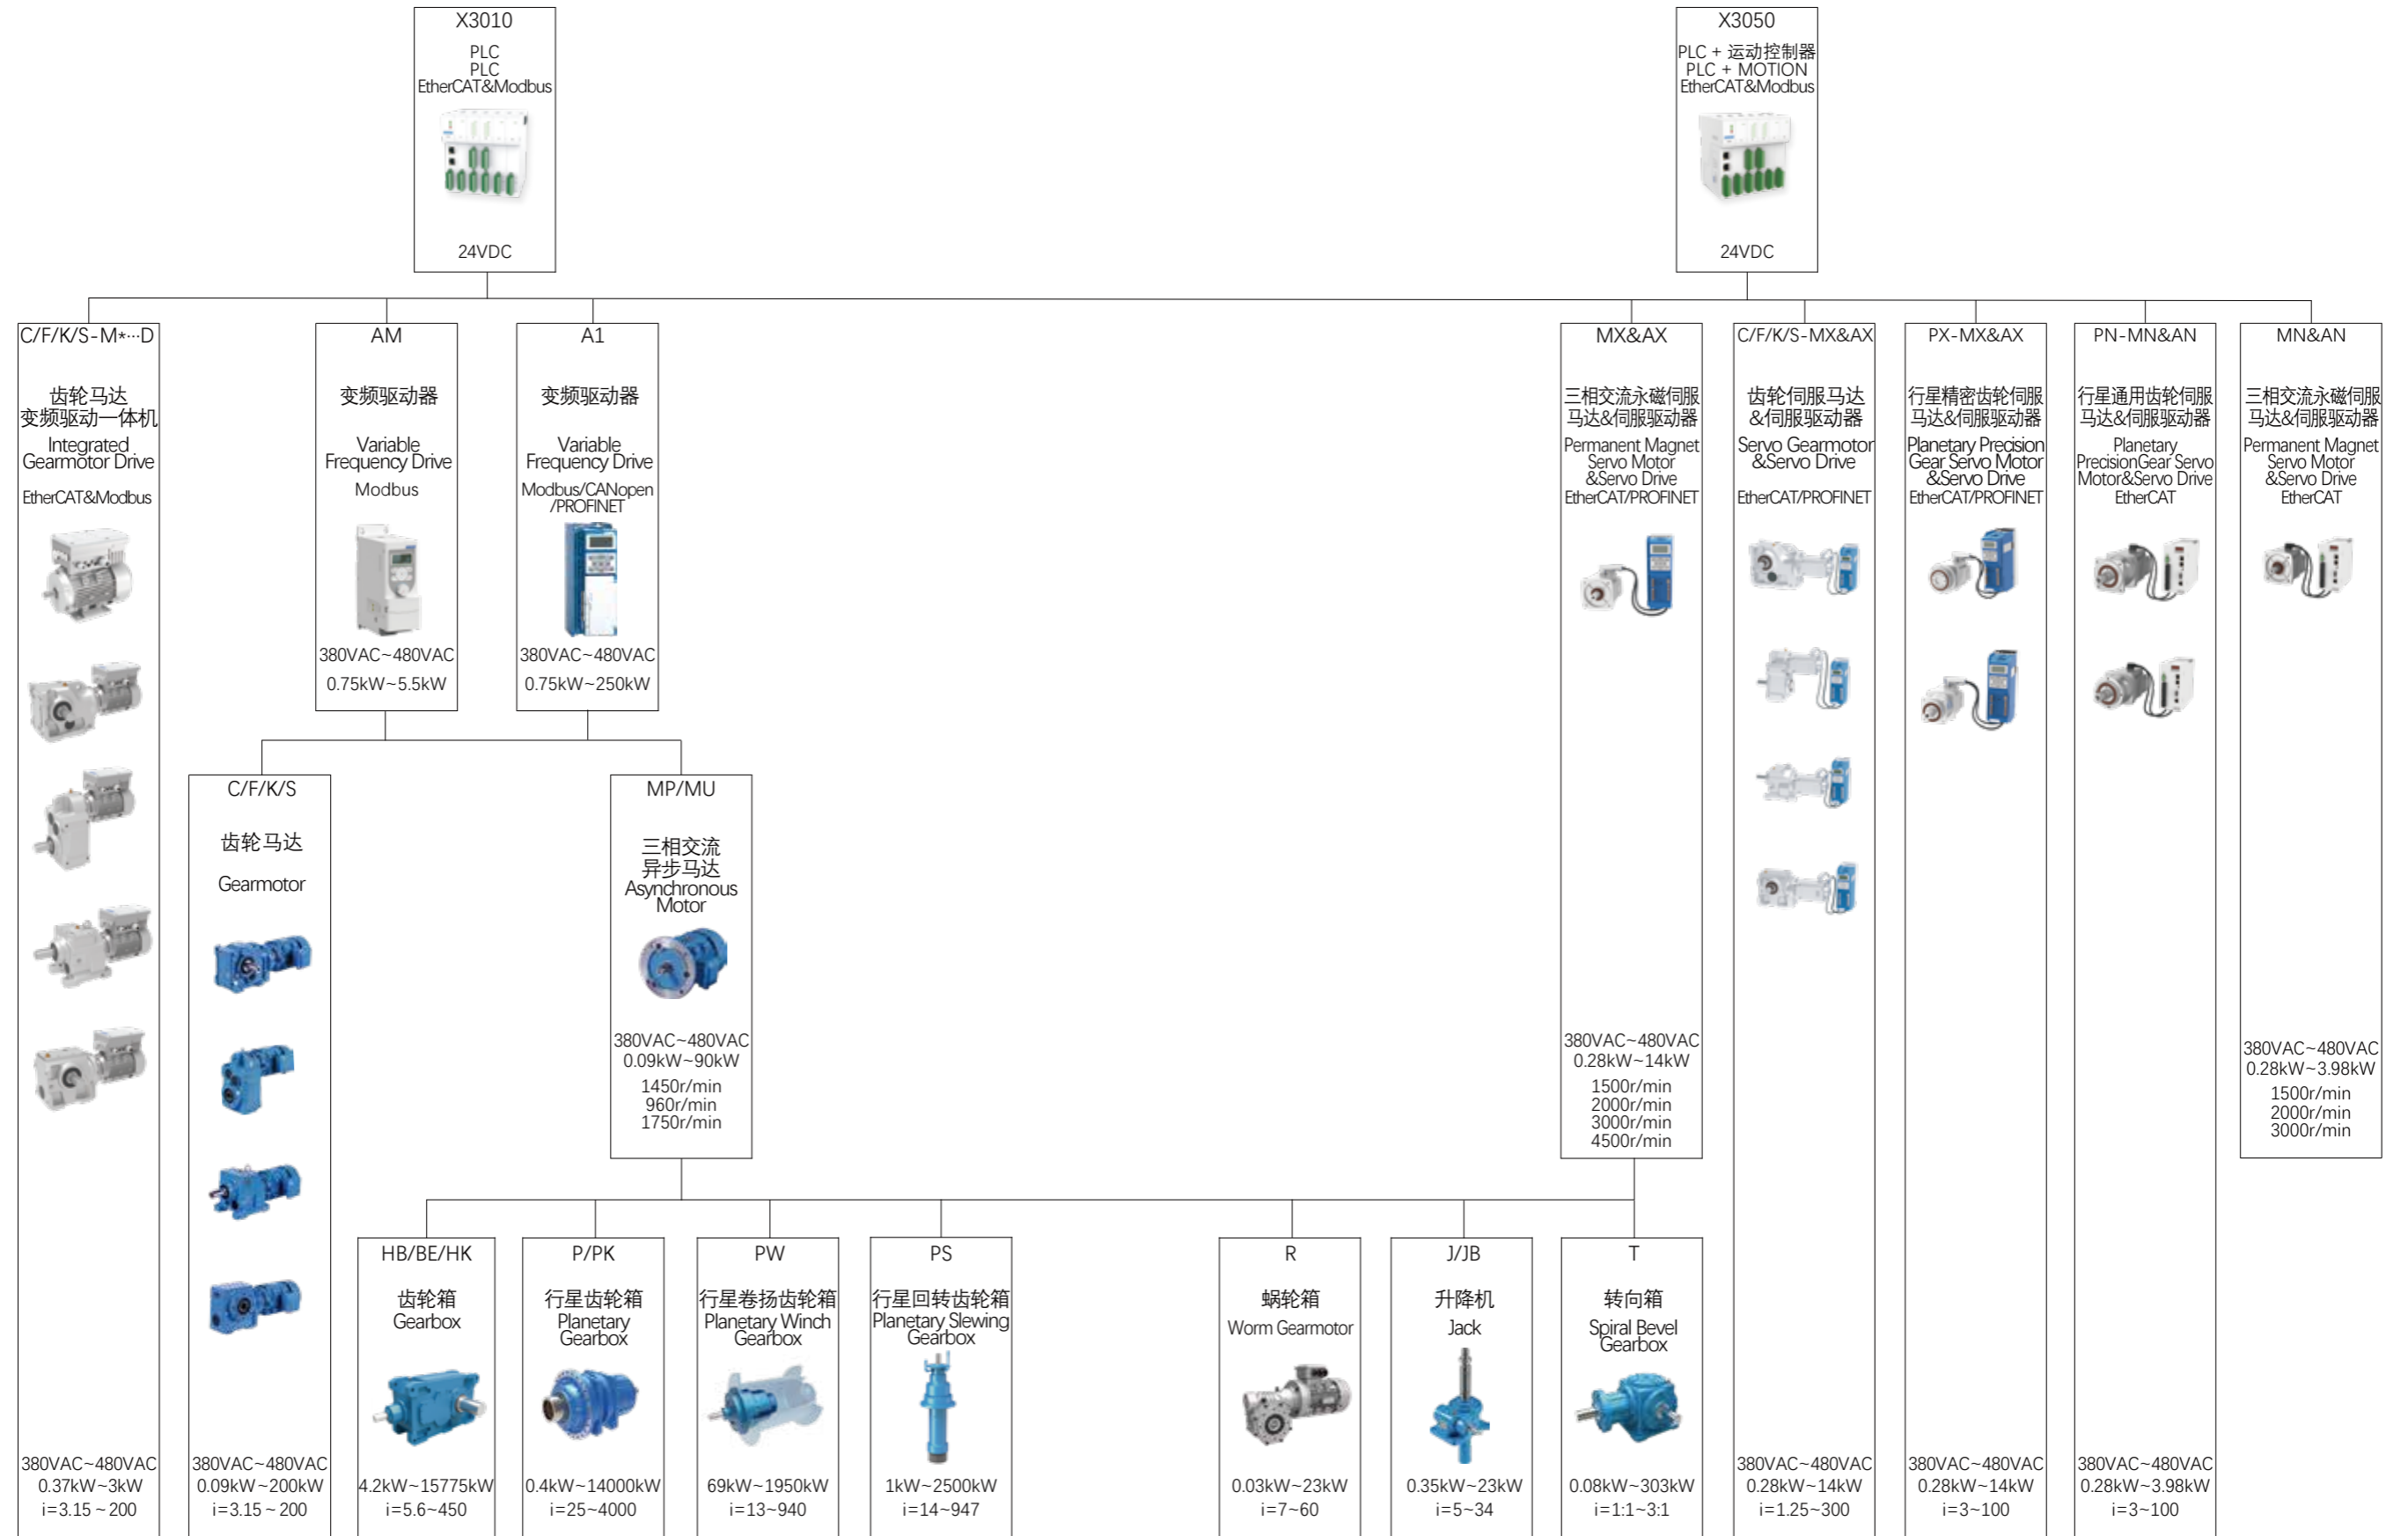 X3010
PLC
PLC
EtherCAT&Modbus
24VDC
X3050
PLC + 运动控制器
PLC + MOTION
EtherCAT&Modbus
24VDC
C/F/K/S-M*···D
齿轮马达
变频驱动一体机
Integrated
Gearmotor Drive
EtherCAT&Modbus
380VAC~480VAC
0.37kW~3kW
i=3.15 ~ 200
AM
变频驱动器
Variable
Frequency Drive
Modbus
380VAC~480VAC
0.75kW~5.5kW
A1
变频驱动器
Variable
Frequency Drive
Modbus/CANopen
/PROFINET
380VAC~480VAC
0.75kW~250kW
MX&AX
三相交流永磁伺服
马达&伺服驱动器
Permanent Magnet
Servo Motor
&Servo Drive
EtherCAT/PROFINET
380VAC~480VAC
0.28kW~14kW
1500r/min
2000r/min
3000r/min
4500r/min
C/F/K/S-MX&AX
齿轮伺服马达
&伺服驱动器
Servo Gearmotor
&Servo Drive
EtherCAT/PROFINET
380VAC~480VAC
0.28kW~14kW
i=1.25~300
PX-MX&AX
行星精密齿轮伺服
马达&伺服驱动器
Planetary Precision
Gear Servo Motor
&Servo Drive
EtherCAT/PROFINET
380VAC~480VAC
0.28kW~14kW
i=3~100
PN-MN&AN
行星通用齿轮伺服
马达&伺服驱动器
Planetary
PrecisionGear Servo
Motor&Servo Drive
EtherCAT
380VAC~480VAC
0.28kW~3.98kW
i=3~100
MN&AN
三相交流永磁伺服
马达&伺服驱动器
Permanent Magnet
Servo Motor
&Servo Drive
EtherCAT
380VAC~480VAC
0.28kW~3.98kW
1500r/min
2000r/min
3000r/min
C/F/K/S
齿轮马达
Gearmotor
380VAC~480VAC
0.09kW~200kW
i=3.15 ~ 200
MP/MU
三相交流
异步马达
Asynchronous
Motor
380VAC~480VAC
0.09kW~90kW
1450r/min
960r/min
1750r/min
HB/BE/HK
齿轮箱
Gearbox
4.2kW~15775kW
i=5.6~450
P/PK
行星齿轮箱
Planetary
Gearbox
0.4kW~14000kW
i=25~4000
PW
行星卷扬齿轮箱
Planetary Winch
Gearbox
69kW~1950kW
i=13~940
PS
行星回转齿轮箱
Planetary Slewing
Gearbox
1kW~2500kW
i=14~947
R
蜗轮箱
Worm Gearmotor
0.03kW~23kW
i=7~60
J/JB
升降机
Jack
0.35kW~23kW
i=5~34
T
转向箱
Spiral Bevel
Gearbox
0.08kW~303kW
i=1:1~3:1